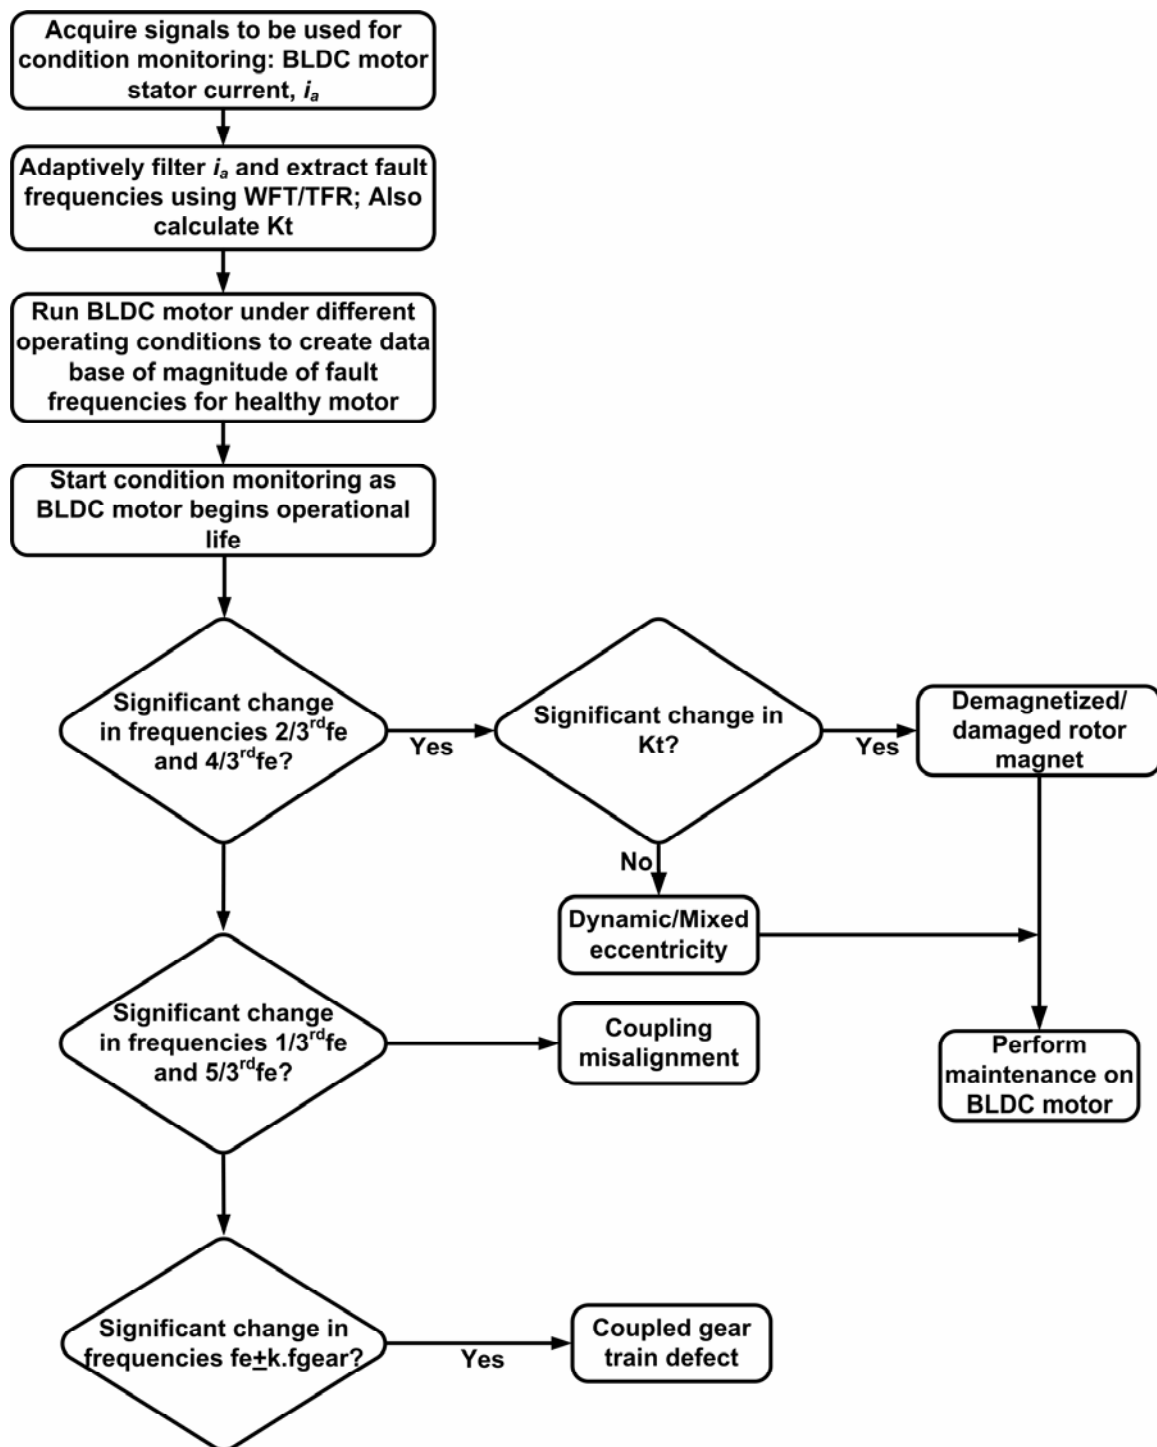 Acquire signals to be used for
condition monitoring: BLDC motor
stator current, iₐ
Adaptively filter iₐ and extract fault
frequencies using WFT/TFR; Also
calculate Kt
Run BLDC motor under different
operating conditions to create data
base of magnitude of fault
frequencies for healthy motor
Start condition monitoring as
BLDC motor begins operational
life
Significant change
in frequencies 2/3ʳᵈfe
and 4/3ʳᵈfe?
Yes
Significant change in
Kt?
Yes
Demagnetized/
damaged rotor
magnet
No
Dynamic/Mixed
eccentricity
Significant change
in frequencies 1/3ʳᵈfe
and 5/3ʳᵈfe?
Coupling
misalignment
Perform
maintenance on
BLDC motor
Significant change in
frequencies fe±k.fgear?
Yes
Coupled gear
train defect